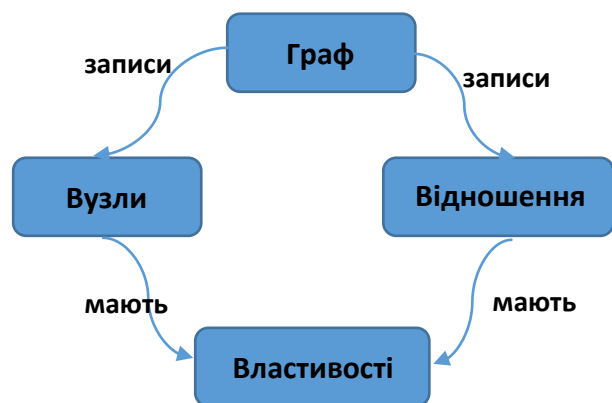 Граф
записи
записи
Вузли
Відношення
мають
мають
Властивості